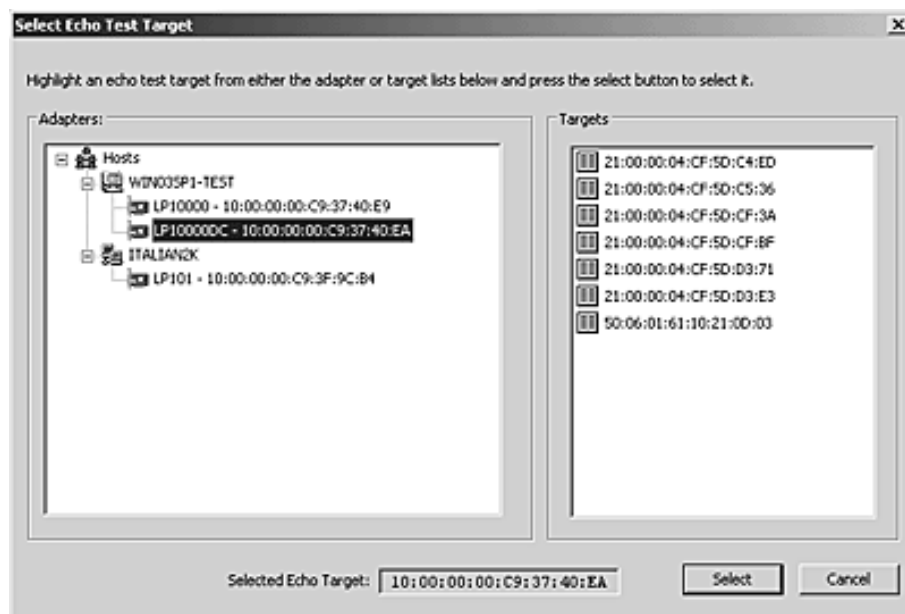 Select Echo Test Target
Highlight an echo test target from either the adapter or target lists below and press the select button to select it.
Adapters:
Hosts
WIN03SP1-TEST
LP10000 - 10:00:00:00:C9:37:40:E9
LP10000DC - 10:00:00:00:C9:37:40:EA
ITALIAN2K
LP101 - 10:00:00:00:C9:3F:9C:B4
Targets
21:00:00:04:CF:5D:C4:ED
21:00:00:04:CF:5D:C5:36
21:00:00:04:CF:5D:CF:3A
21:00:00:04:CF:5D:CF:BF
21:00:00:04:CF:5D:D3:71
21:00:00:04:CF:5D:D3:E3
50:06:01:61:10:21:0D:03
Selected Echo Target: 10:00:00:00:C9:37:40:EA
Select
Cancel